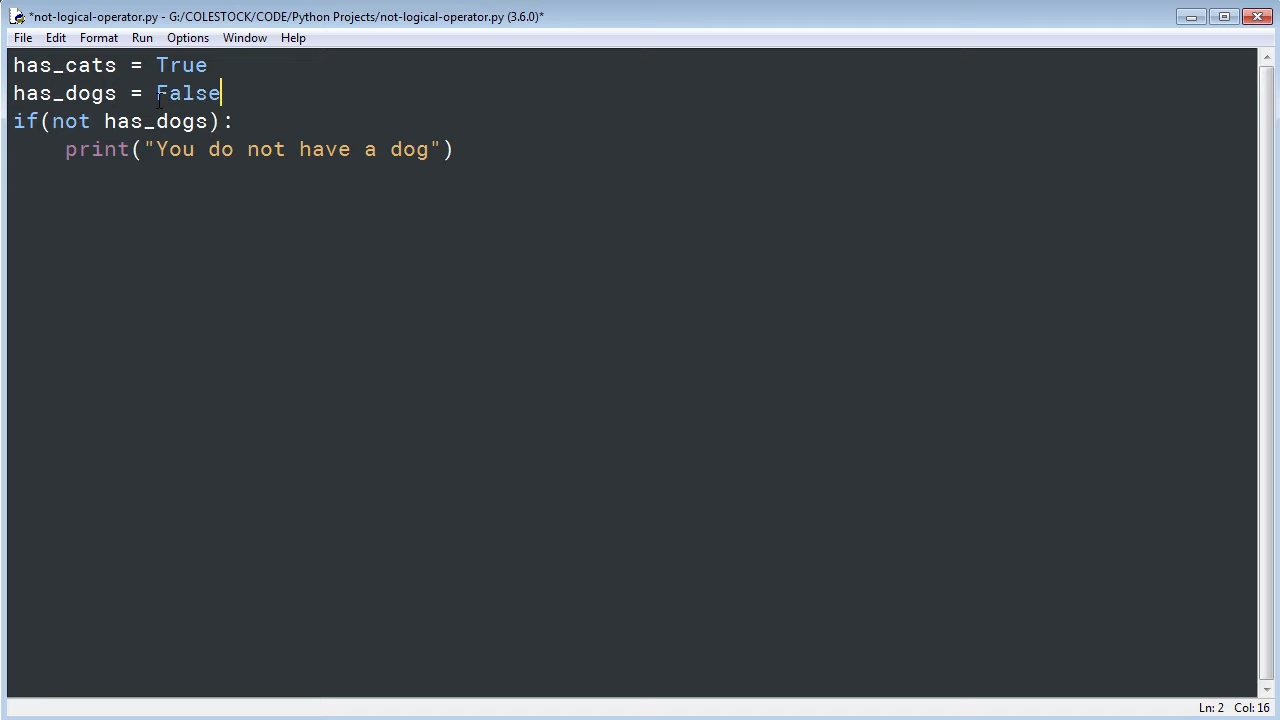 *not-logical-operator.py - G:/COLESTOCK/CODE/Python Projects/not-logical-operator.py (3.6.0)*
File Edit Format Run Options Window Help
has_cats = True
has_dogs = False
if(not has_dogs):
    print("You do not have a dog")
Ln: 2 Col: 16